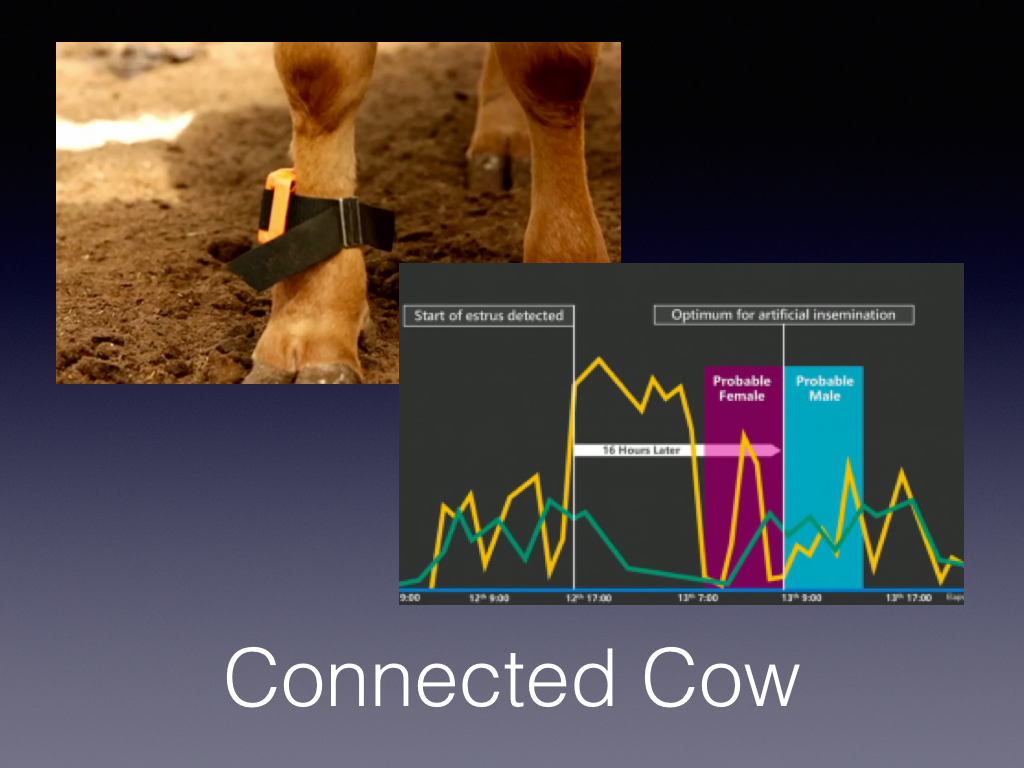 Start of estrus detected
Optimum for artificial insemination
Probable
Female
Probable
Male
16 Hours Later
9:00
12th 9:00
12th 17:00
13th 7:00
13th 9:00
13th 17:00
Connected Cow